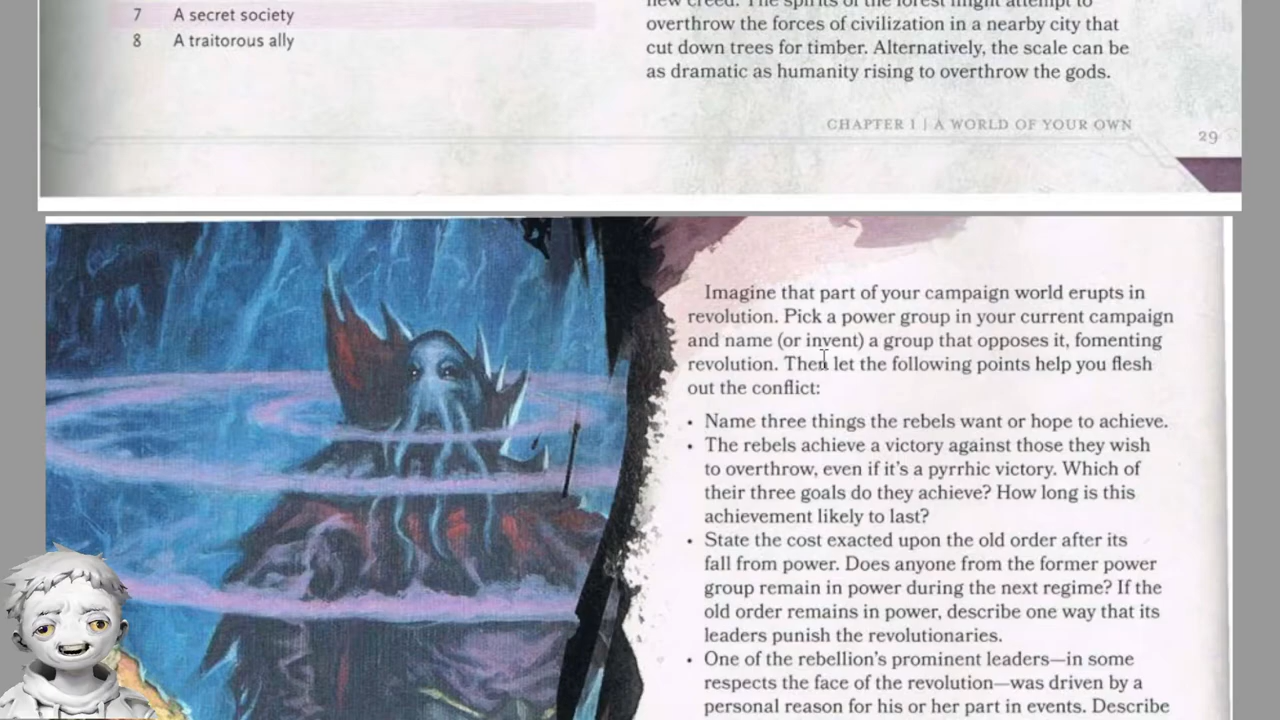 7 A secret society
8 A traitorous ally
overthrow the forces of civilization in a nearby city that
cut down trees for timber. Alternatively, the scale can be
as dramatic as humanity rising to overthrow the gods.
CHAPTER 1 | A WORLD OF YOUR OWN
29
Imagine that part of your campaign world erupts in
revolution. Pick a power group in your current campaign
and name (or invent) a group that opposes it, fomenting
revolution. Then let the following points help you flesh
out the conflict:
• Name three things the rebels want or hope to achieve.
• The rebels achieve a victory against those they wish
to overthrow, even if it's a pyrrhic victory. Which of
their three goals do they achieve? How long is this
achievement likely to last?
• State the cost exacted upon the old order after its
fall from power. Does anyone from the former power
group remain in power during the next regime? If the
old order remains in power, describe one way that its
leaders punish the revolutionaries.
• One of the rebellion's prominent leaders—in some
respects the face of the revolution—was driven by a
personal reason for his or her part in events. Describe